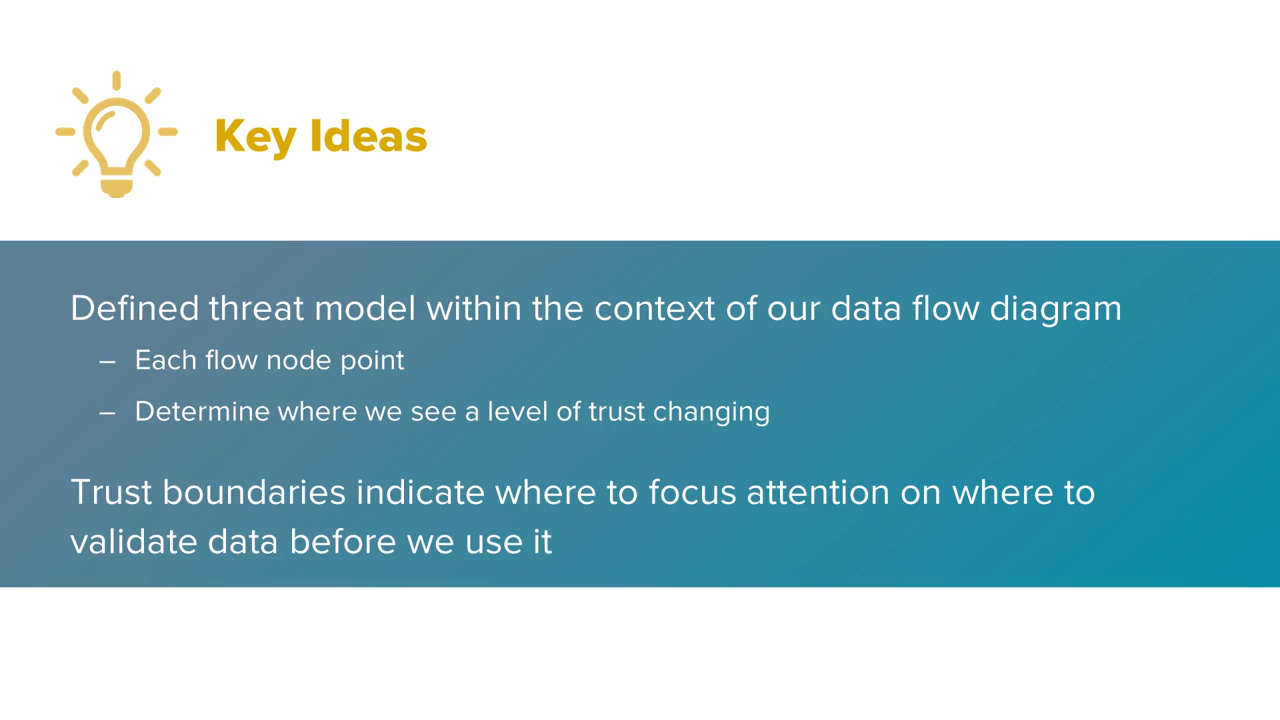 Key Ideas
Defined threat model within the context of our data flow diagram
– Each flow node point
– Determine where we see a level of trust changing
Trust boundaries indicate where to focus attention on where to
validate data before we use it